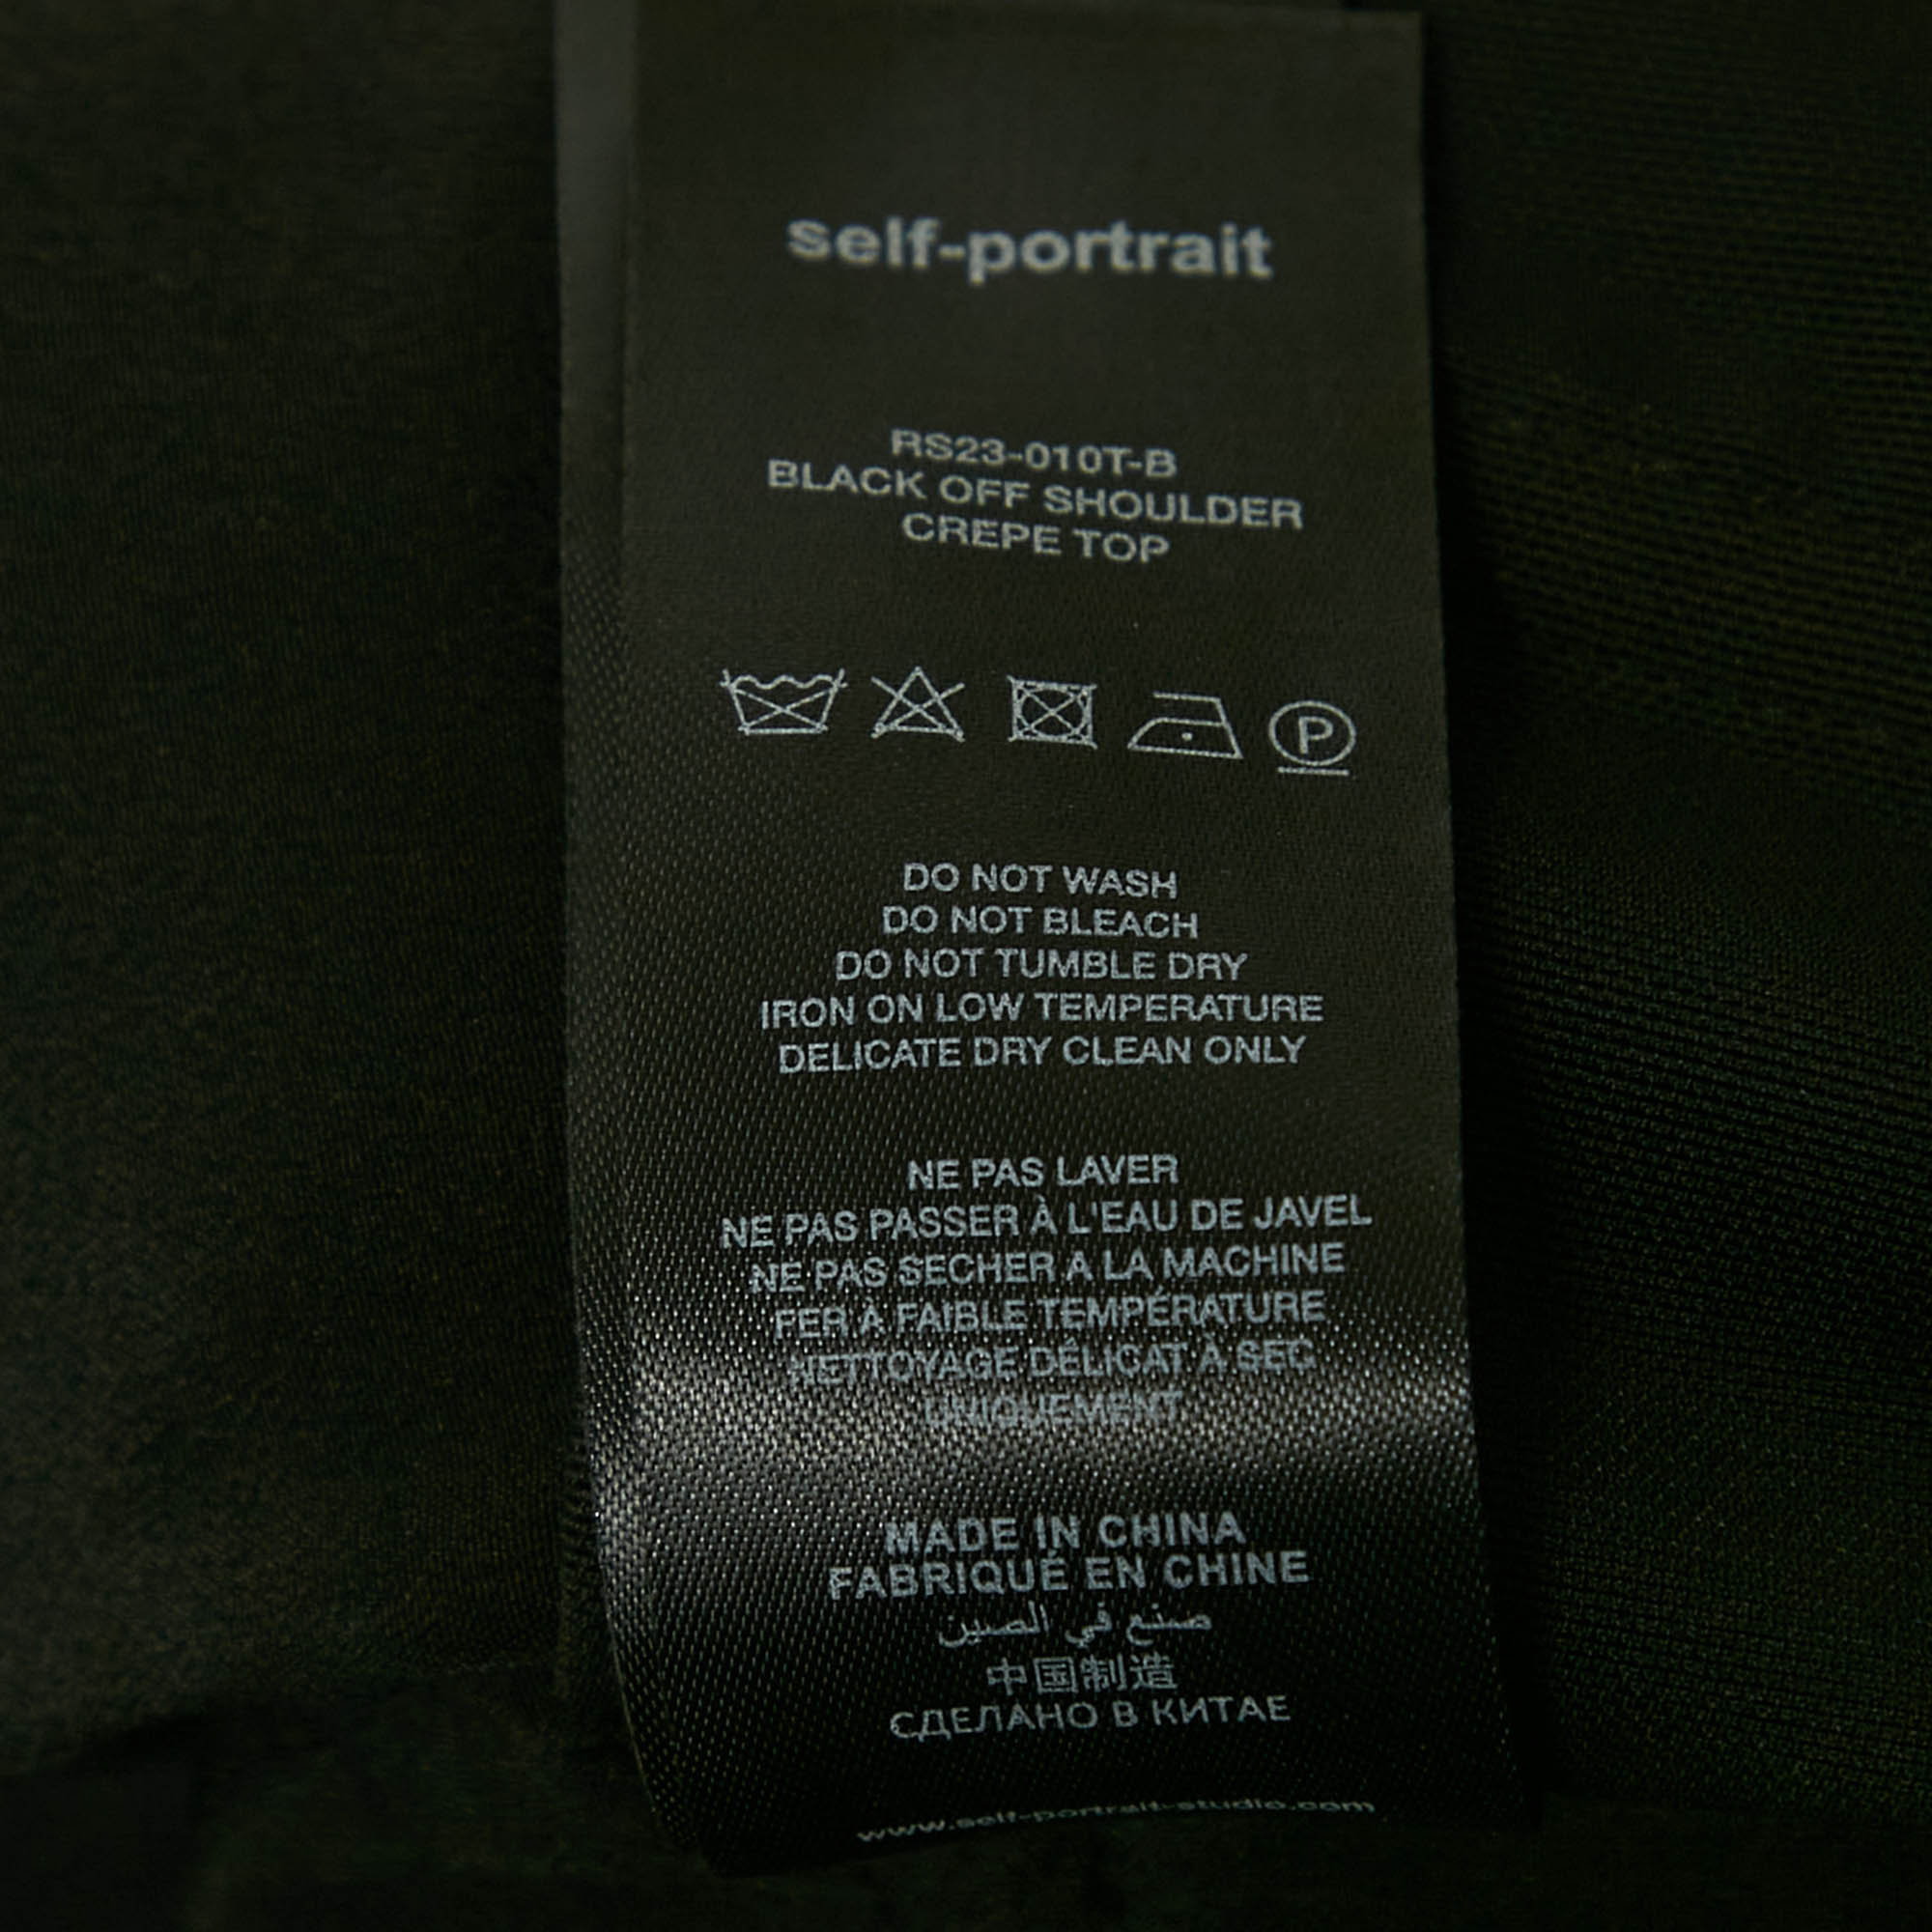 self-portrait
RS23-010T-B
BLACK OFF SHOULDER
CREPE TOP
P
DO NOT WASH
DO NOT BLEACH
DO NOT TUMBLE DRY
IRON ON LOW TEMPERATURE
DELICATE DRY CLEAN ONLY
NE PAS LAVER
NE PAS PASSER À L'EAU DE JAVEL
NE PAS SECHER A LA MACHINE
FER À FAIBLE TEMPÉRATURE
NETTOYAGE DÉLICAT À SEC
UNIQUEMENT
MADE IN CHINA
FABRIQUÉ EN CHINE
صنع في الصين
中国制造
СДЕЛАНО В КИТАЕ
www.self-portrait-studio.com